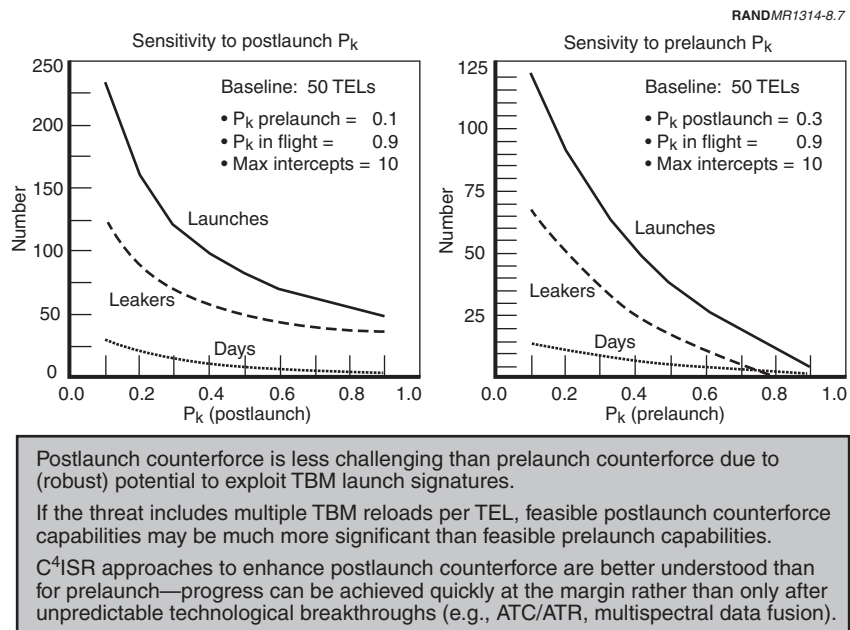 RANDMR1314-8.7
Sensitivity to postlaunch Pk
250
200
150
100
50
0
Number
Baseline: 50 TELs
• Pk prelaunch = 0.1
• Pk in flight = 0.9
• Max intercepts = 10
Launches
Leakers
Days
0.0 0.2 0.4 0.6 0.8 1.0
Pk (postlaunch)
Sensivity to prelaunch Pk
125
100
75
50
25
Number
Baseline: 50 TELs
• Pk postlaunch = 0.3
• Pk in flight = 0.9
• Max intercepts = 10
Launches
Leakers
Days
0.0 0.2 0.4 0.6 0.8 1.0
Pk (prelaunch)
Postlaunch counterforce is less challenging than prelaunch counterforce due to
(robust) potential to exploit TBM launch signatures.
If the threat includes multiple TBM reloads per TEL, feasible postlaunch counterforce
capabilities may be much more significant than feasible prelaunch capabilities.
C⁴ISR approaches to enhance postlaunch counterforce are better understood than
for prelaunch—progress can be achieved quickly at the margin rather than only after
unpredictable technological breakthroughs (e.g., ATC/ATR, multispectral data fusion).